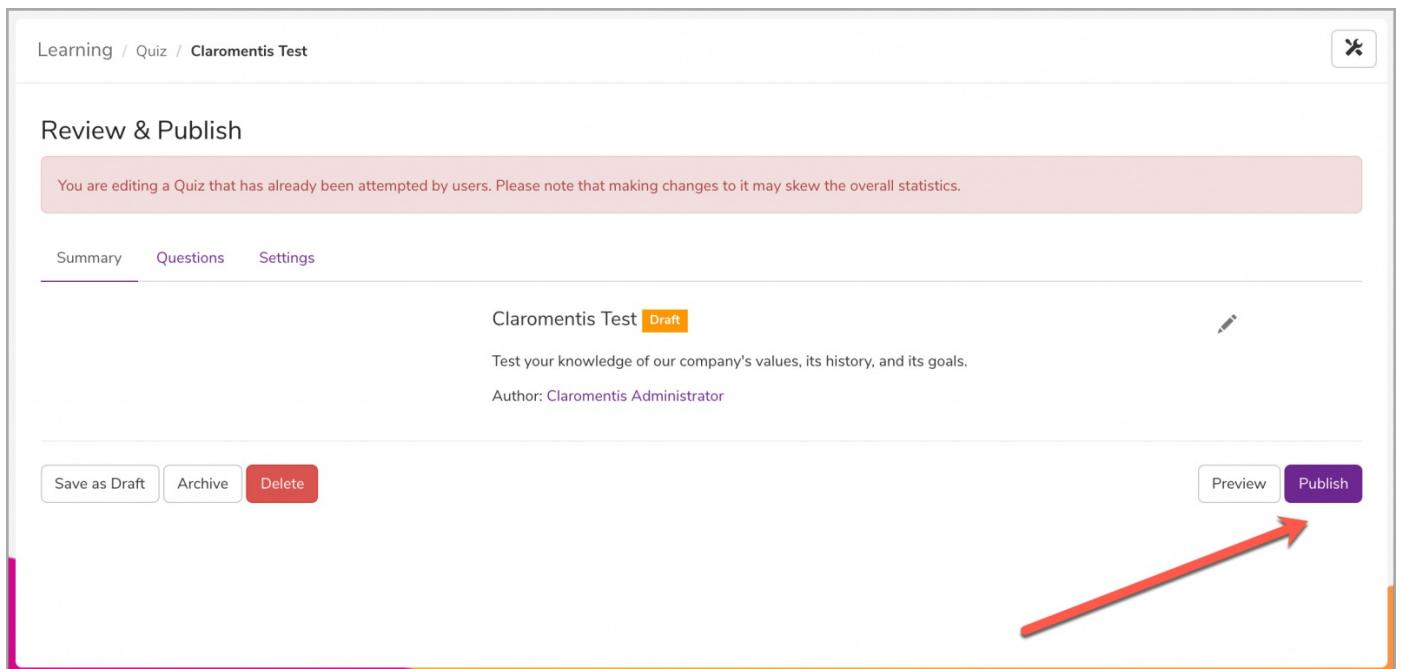 Learning / Quiz / Claromentis Test
Review & Publish
You are editing a Quiz that has already been attempted by users. Please note that making changes to it may skew the overall statistics.
Summary Questions Settings
Claromentis Test Draft
Test your knowledge of our company's values, its history, and its goals.
Author: Claromentis Administrator
Save as Draft Archive Delete Preview Publish